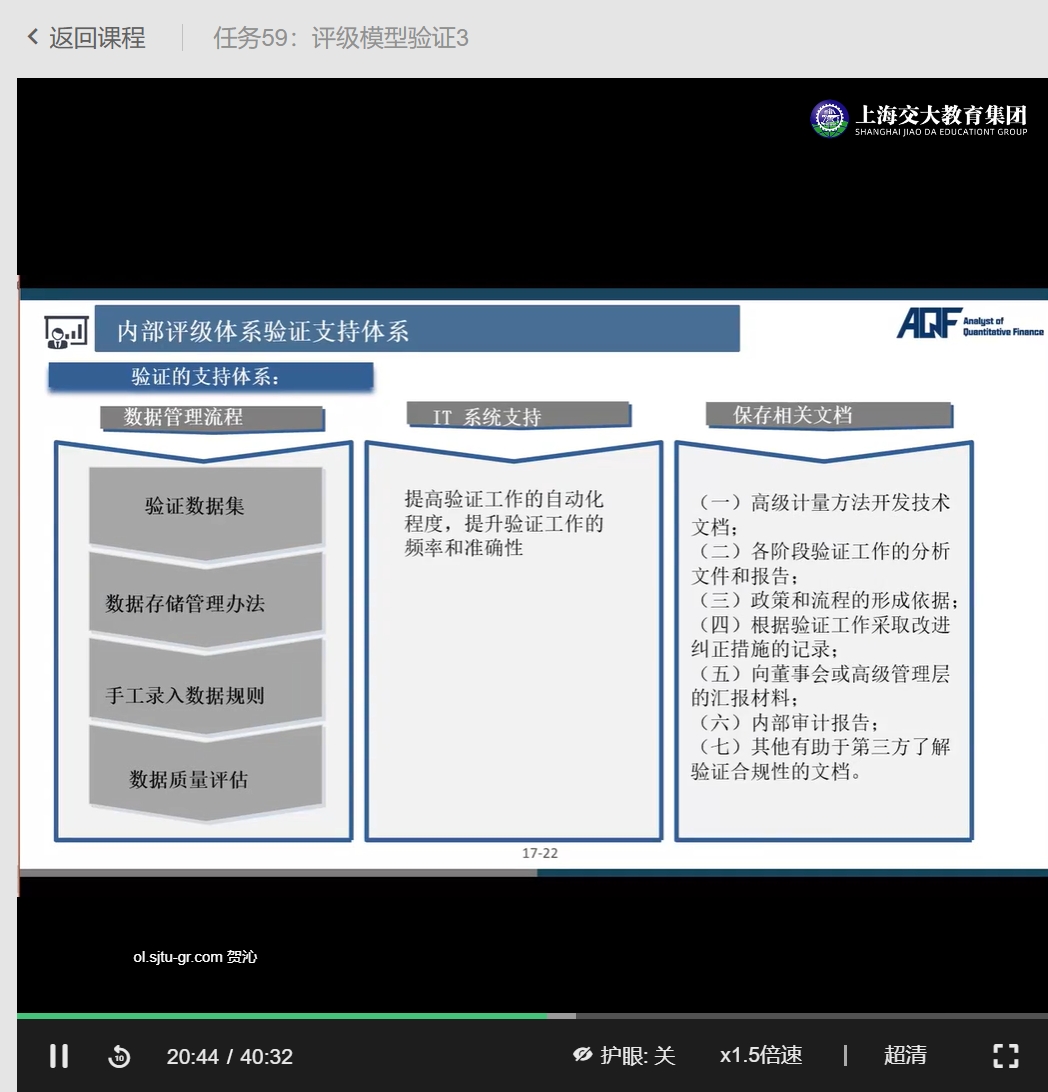 返回课程
任务59：评级模型验证3
上海交大教育集团
SHANGHAI JIAO DA EDUCATIONT GROUP
内部评级体系验证支持体系
AQF Analyst of
Quantitative Finance
验证的支持体系：
数据管理流程
验证数据集
数据存储管理办法
手工录入数据规则
数据质量评估
IT 系统支持
提高验证工作的自动化
程度，提升验证工作的
频率和准确性
保存相关文档
（一）高级计量方法开发技术
文档；
（二）各阶段验证工作的分析
文件和报告；
（三）政策和流程的形成依据；
（四）根据验证工作采取改进
纠正措施的记录；
（五）向董事会或高级管理层
的汇报材料；
（六）内部审计报告；
（七）其他有助于第三方了解
验证合规性的文档。
17-22
ol.sjtu-gr.com 贺沁
10
20:44 / 40:32
护眼: 关
x1.5倍速
超清